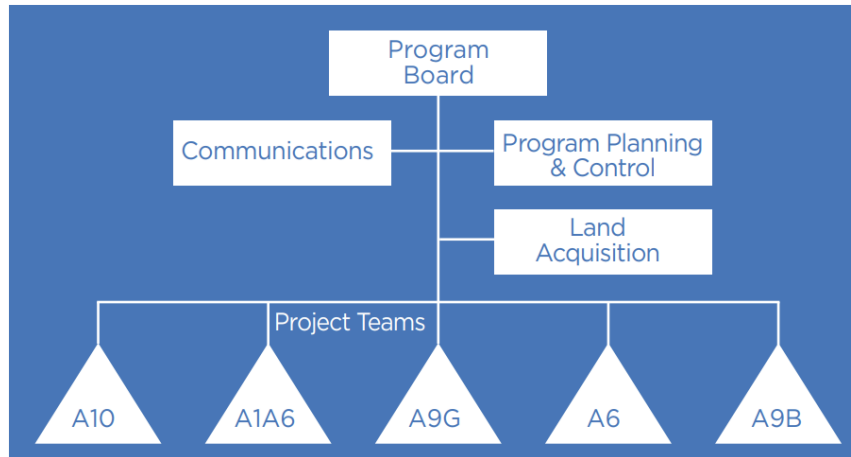 Program
Board
Communications
Program Planning
& Control
Land
Acquisition
Project Teams
A10
A1A6
A9G
A6
A9B